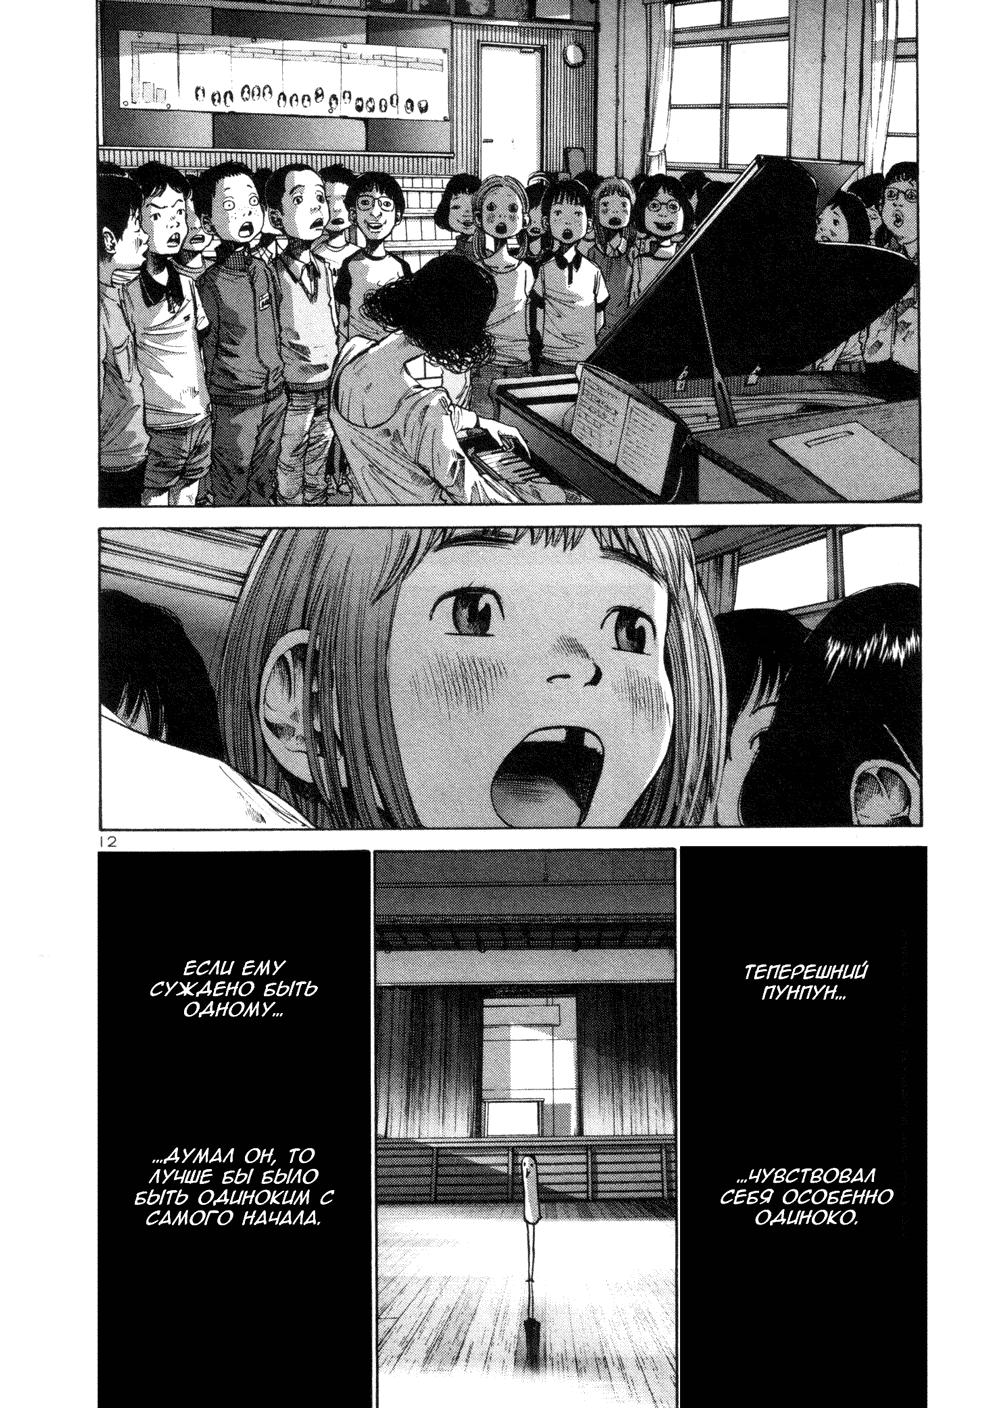 12
ТЕПЕРЕШНИЙ
ПУНПУН...
...ЧУВСТВОВАЛ
СЕБЯ ОСОБЕННО
ОДИНОКО.
ЕСЛИ ЕМУ
СУЖДЕНО БЫТЬ
ОДНОМУ...
...ДУМАЛ ОН, ТО
ЛУЧШЕ БЫ БЫЛО
БЫТЬ ОДИНОКИМ С
САМОГО НАЧАЛА.